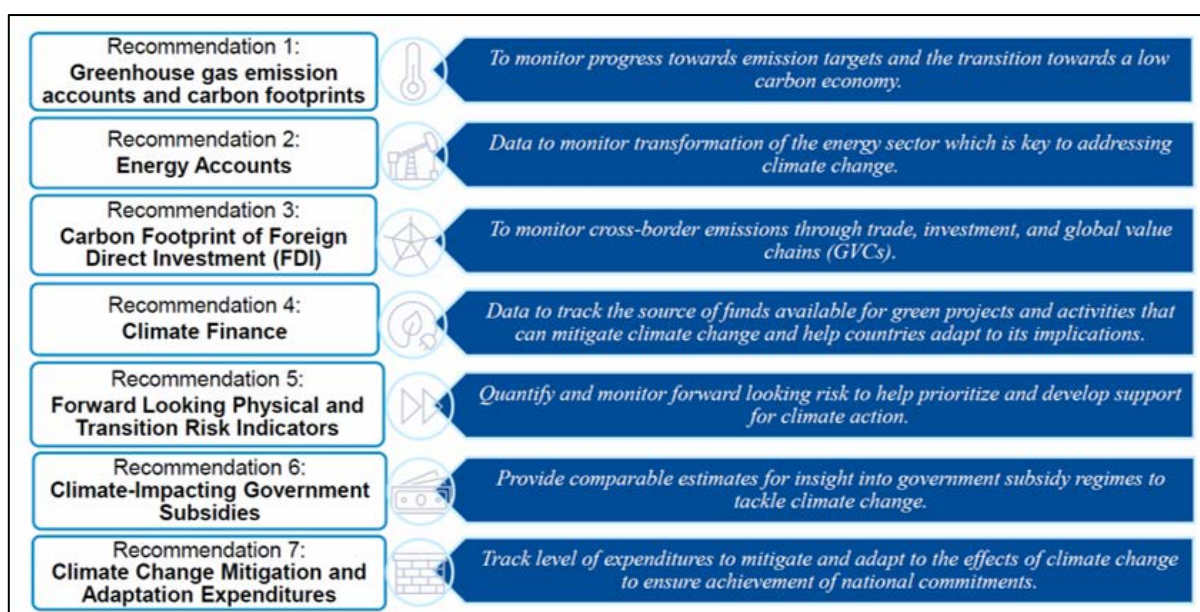 Recommendation 1:
Greenhouse gas emission
accounts and carbon footprints
To monitor progress towards emission targets and the transition towards a low
carbon economy.
Recommendation 2:
Energy Accounts
Data to monitor transformation of the energy sector which is key to addressing
climate change.
Recommendation 3:
Carbon Footprint of Foreign
Direct Investment (FDI)
To monitor cross-border emissions through trade, investment, and global value
chains (GVCs).
Recommendation 4:
Climate Finance
Data to track the source of funds available for green projects and activities that
can mitigate climate change and help countries adapt to its implications.
Recommendation 5:
Forward Looking Physical and
Transition Risk Indicators
Quantify and monitor forward looking risk to help prioritize and develop support
for climate action.
Recommendation 6:
Climate-Impacting Government
Subsidies
Provide comparable estimates for insight into government subsidy regimes to
tackle climate change.
Recommendation 7:
Climate Change Mitigation and
Adaptation Expenditures
Track level of expenditures to mitigate and adapt to the effects of climate change
to ensure achievement of national commitments.